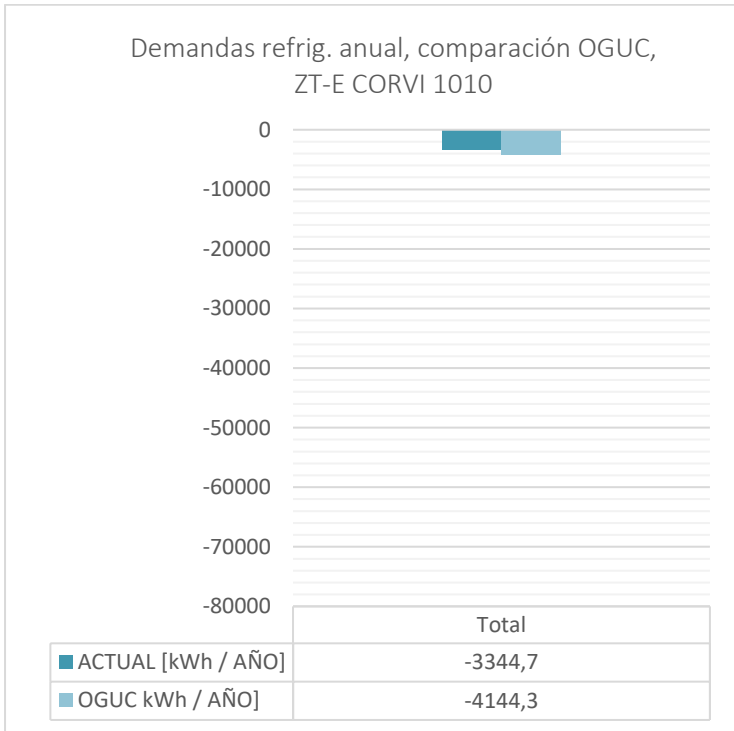 Demandas refrig. anual, comparación OGUC,
ZT-E CORVI 1010
0
-10000
-20000
-30000
-40000
-50000
-60000
-70000
-80000
Total
ACTUAL [kWh / AÑO] -3344,7
OGUC kWh / AÑO] -4144,3